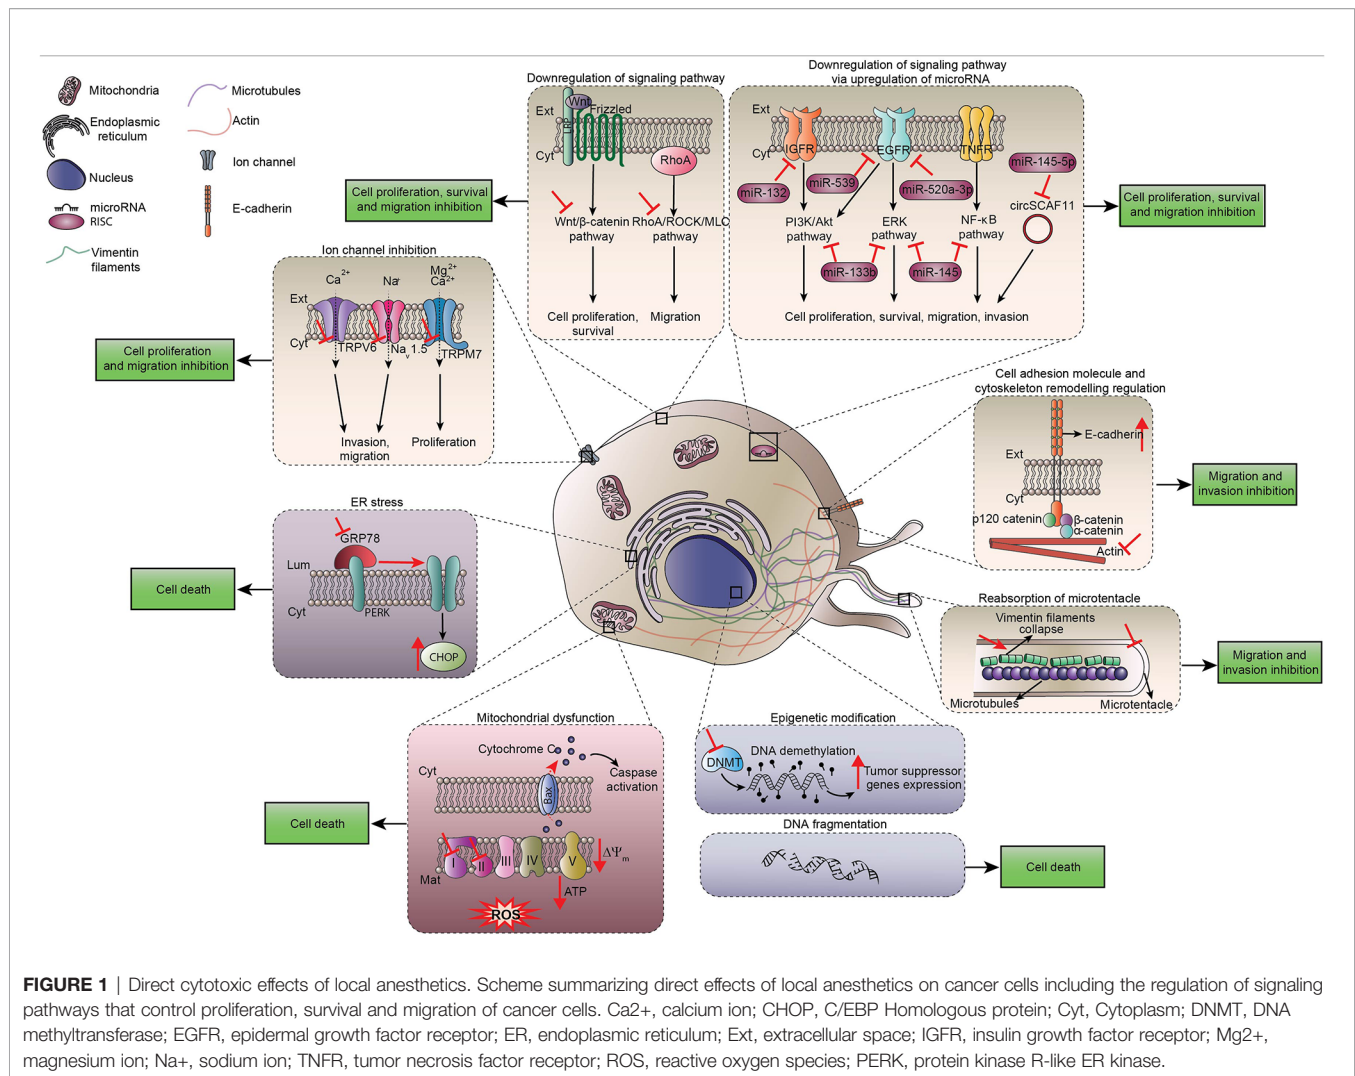 Mitochondria
Endoplasmic
reticulum
Nucleus
microRNA
RISC
Vimentin
filaments
Microtubules
Actin
Ion channel
E-cadherin
Downregulation of signaling pathway
Ext
Cyt
LRP
Wnt
Frizzled
RhoA
Wnt/β-catenin
pathway
RhoA/ROCK/MLC
pathway
Cell proliferation,
survival
Migration
Cell proliferation, survival
and migration inhibition
Downregulation of signaling pathway
via upregulation of microRNA
Ext
Cyt
IGFR
EGFR
TNFR
miR-145-5p
miR-132
miR-539
miR-520a-3p
circSCAF11
PI3K/Akt
pathway
ERK
pathway
NF-κB
pathway
miR-133b
miR-145
Cell proliferation, survival, migration, invasion
Cell proliferation, survival
and migration inhibition
Ion channel inhibition
Ca2+
Na+
Mg2+
Ca2+
Ext
Cyt
TRPV6
Nav1.5
TRPM7
Invasion,
migration
Proliferation
Cell proliferation
and migration inhibition
Cell adhesion molecule and
cytoskeleton remodelling regulation
E-cadherin
Ext
Cyt
p120 catenin
β-catenin
α-catenin
Actin
Migration and
invasion inhibition
ER stress
GRP78
Lum
Cyt
PERK
CHOP
Cell death
Reabsorption of microtentacle
Vimentin filaments
collapse
Microtubules
Microtentacle
Migration and
invasion inhibition
Mitochondrial dysfunction
Cytochrome C
Cyt
Bax
Caspase
activation
I
II
III
IV
V
ΔΨm
Mat
ATP
ROS
Cell death
Epigenetic modification
DNMT
DNA demethylation
Tumor suppressor
genes expression
DNA fragmentation
Cell death
FIGURE 1 | Direct cytotoxic effects of local anesthetics. Scheme summarizing direct effects of local anesthetics on cancer cells including the regulation of signaling
pathways that control proliferation, survival and migration of cancer cells. Ca2+, calcium ion; CHOP, C/EBP Homologous protein; Cyt, Cytoplasm; DNMT, DNA
methyltransferase; EGFR, epidermal growth factor receptor; ER, endoplasmic reticulum; Ext, extracellular space; IGFR, insulin growth factor receptor; Mg2+,
magnesium ion; Na+, sodium ion; TNFR, tumor necrosis factor receptor; ROS, reactive oxygen species; PERK, protein kinase R-like ER kinase.